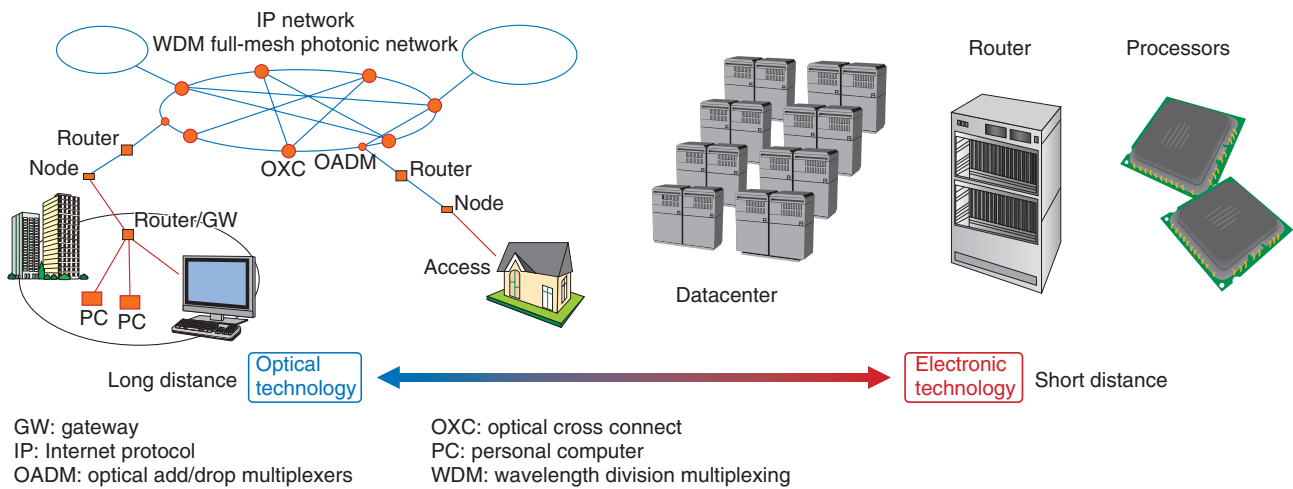 IP network
WDM full-mesh photonic network
Router
Node
OXC
OADM
Router
Node
Router/GW
Access
PC
PC
Datacenter
Router
Processors
Long distance
Optical
technology
Electronic
technology
Short distance
GW: gateway
IP: Internet protocol
OADM: optical add/drop multiplexers
OXC: optical cross connect
PC: personal computer
WDM: wavelength division multiplexing